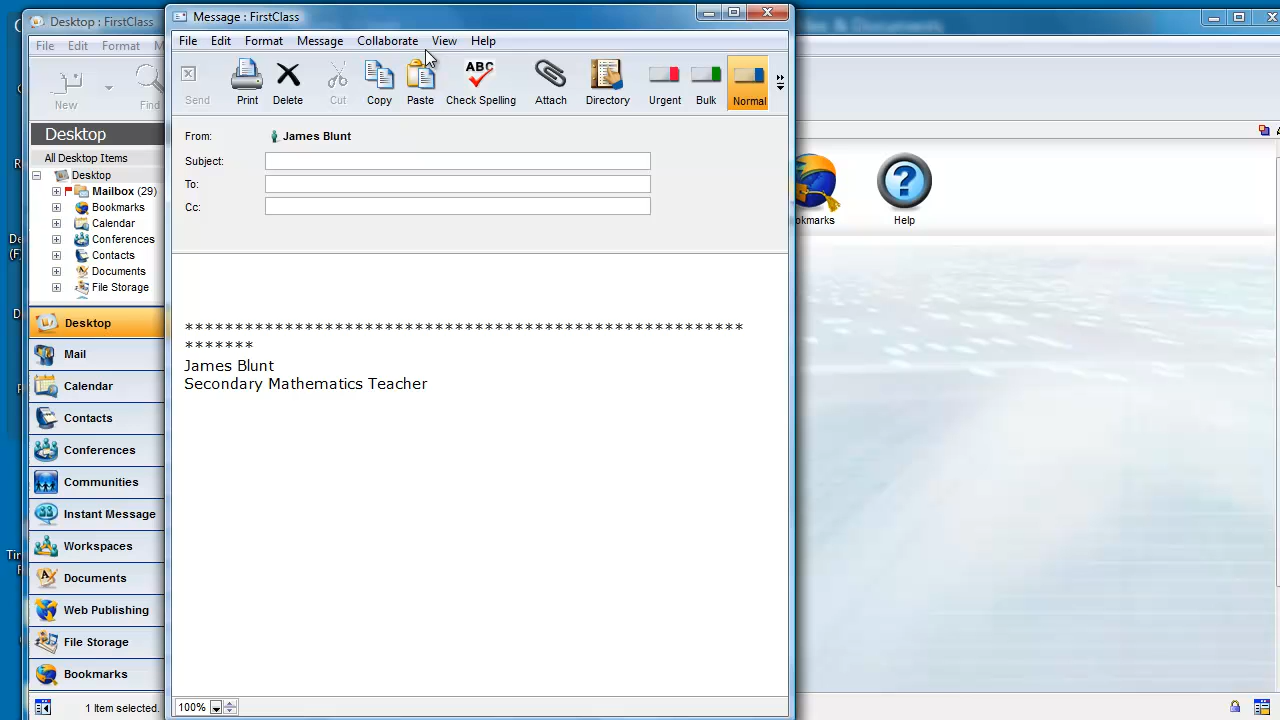 Desktop : FirstClass
File Edit Format M
New Find
Desktop
All Desktop Items
Desktop
Mailbox (29)
Bookmarks
Calendar
Conferences
Contacts
Documents
File Storage
Desktop
Mail
Calendar
Contacts
Conferences
Communities
Instant Message
Workspaces
Documents
Web Publishing
File Storage
Bookmarks
1 Item selected.
Message : FirstClass
File Edit Format Message Collaborate View Help
Send Print Delete Cut Copy Paste ABC Check Spelling Attach Directory Urgent Bulk Normal
From: James Blunt
Subject:
To:
Cc:
********************************************************
*******
James Blunt
Secondary Mathematics Teacher
100%
& Documents
okmarks
Help